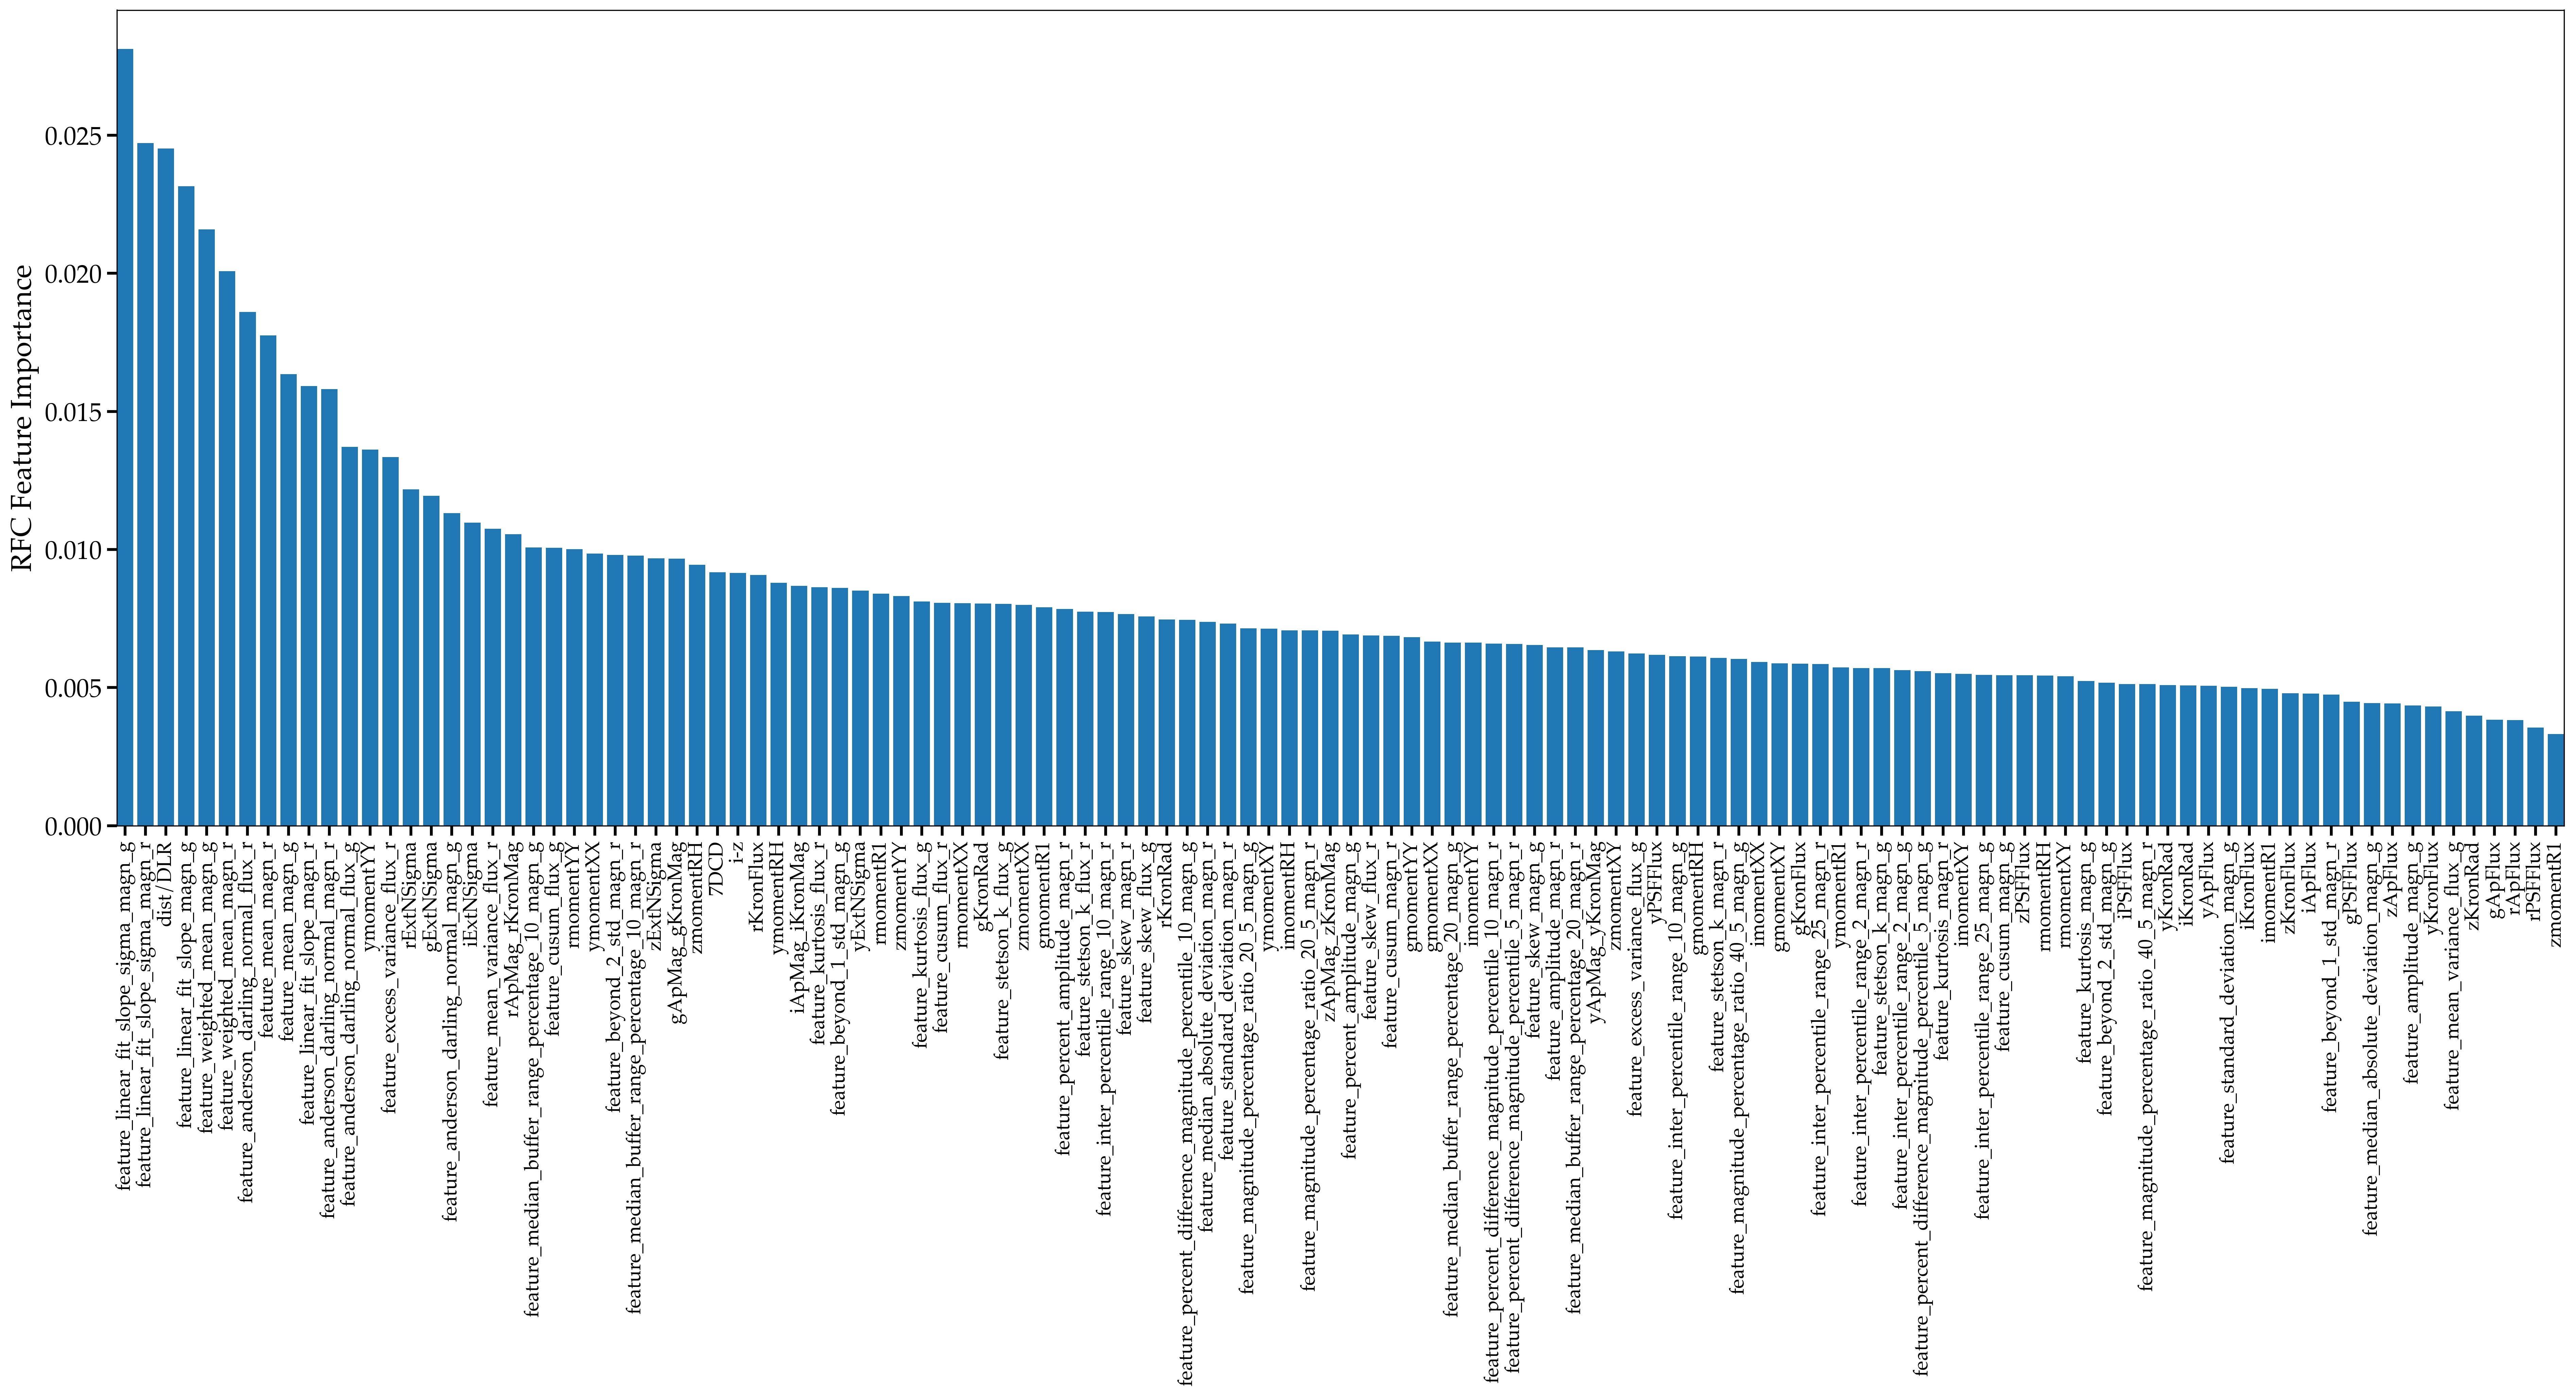 RFC Feature Importance
0.025
0.020
0.015
0.010
0.005
0.000
feature_linear_fit_slope_sigma_magn_g
feature_linear_fit_slope_sigma_magn_r
dist/DLR
feature_linear_fit_slope_magn_g
feature_weighted_mean_magn_g
feature_weighted_mean_magn_r
feature_anderson_darling_normal_flux_r
feature_mean_magn_r
feature_mean_magn_g
feature_linear_fit_slope_magn_r
feature_anderson_darling_normal_magn_r
feature_anderson_darling_normal_flux_g
ymomentYY
feature_excess_variance_flux_r
rExtNSigma
gExtNSigma
feature_anderson_darling_normal_magn_g
iExtNSigma
feature_mean_variance_flux_r
rApMag_rKronMag
feature_median_buffer_range_percentage_10_magn_g
feature_cusum_flux_g
rmomentYY
ymomentXX
feature_beyond_2_std_magn_r
feature_median_buffer_range_percentage_10_magn_r
zExtNSigma
gApMag_gKronMag
zmomentRH
7DCD
i-z
rKronFlux
ymomentRH
iApMag_iKronMag
feature_kurtosis_flux_r
feature_beyond_1_std_magn_g
yExtNSigma
rmomentR1
zmomentYY
feature_kurtosis_flux_g
feature_cusum_flux_r
rmomentXX
gKronRad
feature_stetson_k_flux_g
zmomentXX
gmomentR1
feature_percent_amplitude_magn_r
feature_stetson_k_flux_r
feature_inter_percentile_range_10_magn_r
feature_skew_magn_r
feature_skew_flux_g
rKronRad
feature_percent_difference_magnitude_percentile_10_magn_g
feature_median_absolute_deviation_magn_r
feature_standard_deviation_magn_r
feature_magnitude_percentage_ratio_20_5_magn_g
ymomentXY
imomentRH
feature_magnitude_percentage_ratio_20_5_magn_r
zApMag_zKronMag
feature_percent_amplitude_magn_g
feature_skew_flux_r
feature_cusum_magn_r
gmomentYY
gmomentXX
feature_median_buffer_range_percentage_20_magn_g
imomentYY
feature_percent_difference_magnitude_percentile_10_magn_r
feature_percent_difference_magnitude_percentile_5_magn_r
feature_skew_magn_g
feature_amplitude_magn_r
feature_median_buffer_range_percentage_20_magn_r
yApMag_yKronMag
zmomentXY
feature_excess_variance_flux_g
yPSFFlux
feature_inter_percentile_range_10_magn_g
gmomentRH
feature_stetson_k_magn_r
feature_magnitude_percentage_ratio_40_5_magn_g
imomentXX
gmomentXY
gKronFlux
feature_inter_percentile_range_25_magn_r
ymomentR1
feature_inter_percentile_range_2_magn_r
feature_stetson_k_magn_g
feature_inter_percentile_range_2_magn_g
feature_percent_difference_magnitude_percentile_5_magn_g
feature_kurtosis_magn_r
imomentXY
feature_inter_percentile_range_25_magn_g
feature_cusum_magn_g
zPSFFlux
rmomentRH
rmomentXY
feature_kurtosis_magn_g
feature_beyond_2_std_magn_g
iPSFFlux
feature_magnitude_percentage_ratio_40_5_magn_r
yKronRad
iKronRad
yApFlux
feature_standard_deviation_magn_g
iKronFlux
imomentR1
zKronFlux
iApFlux
feature_beyond_1_std_magn_r
gPSFFlux
feature_median_absolute_deviation_magn_g
zApFlux
feature_amplitude_magn_g
yKronFlux
feature_mean_variance_flux_g
zKronRad
gApFlux
rApFlux
rPSFFlux
zmomentR1